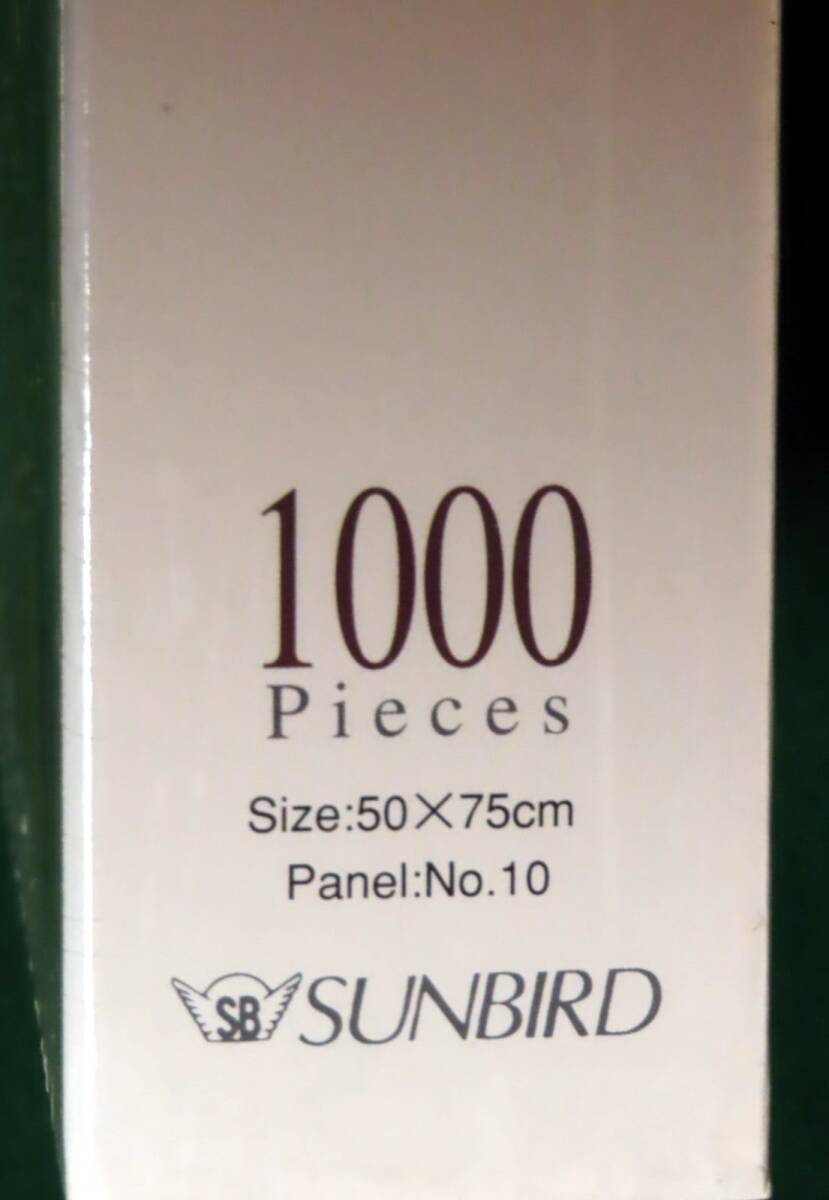 1000
Pieces
Size:50×75cm
Panel:No.10
SB SUNBIRD